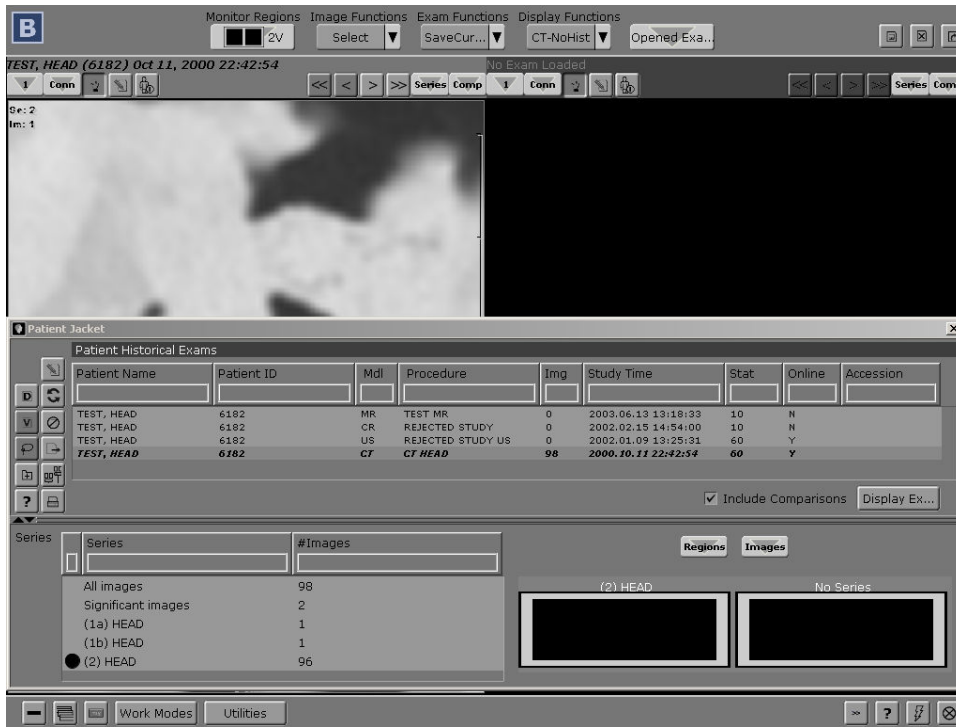 B
Monitor Regions Image Functions Exam Functions Display Functions
2V Select SaveCur... CT-NoHist Opened Exa...
TEST, HEAD (6182) Oct 11, 2000 22:42:54 No Exam Loaded
1 Conn << < > >> Series Comp 1 Conn << < > >> Series Com
Se: 2
Im: 1
Patient Jacket
Patient Historical Exams
Patient Name Patient ID Mdl Procedure Img Study Time Stat Online Accession
TEST, HEAD 6182 MR TEST MR 0 2003.06.13 13:18:33 10 N
TEST, HEAD 6182 CR REJECTED STUDY 0 2002.02.15 14:54:00 10 N
TEST, HEAD 6182 US REJECTED STUDY US 0 2002.01.09 13:25:31 60 Y
TEST, HEAD 6182 CT CT HEAD 98 2000.10.11 22:42:54 60 Y
D
V
?
Include Comparisons Display Ex...
Series
Series #Images
All images 98
Significant images 2
(1a) HEAD 1
(1b) HEAD 1
(2) HEAD 96
Regions Images
(2) HEAD No Series
Work Modes Utilities >> ?